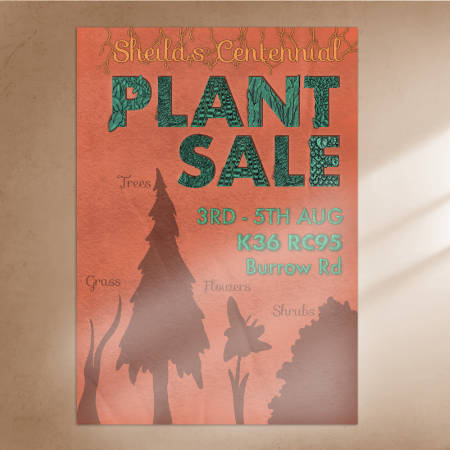 Sheila's Centennial
PLANT
SALE
Trees
3RD - 5TH AUG
K36 RC95
Burrow Rd
Grass
Flowers
Shrubs